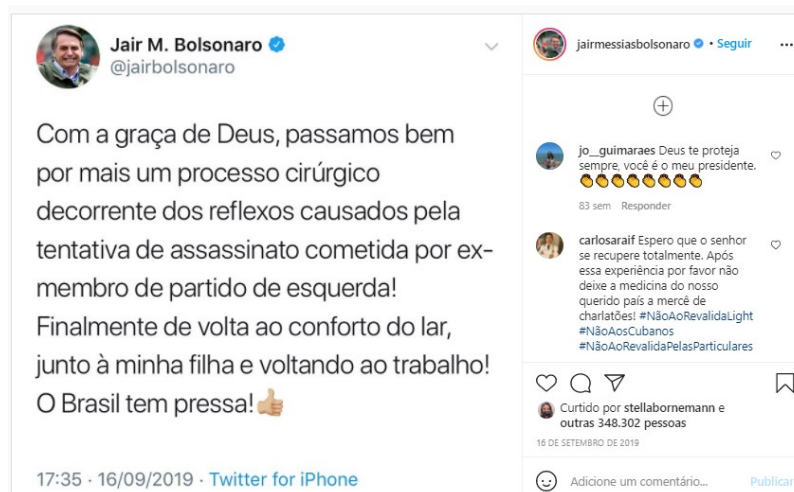 Jair M. Bolsonaro
@jairbolsonaro
Com a graça de Deus, passamos bem
por mais um processo cirúrgico
decorrente dos reflexos causados pela
tentativa de assassinato cometida por ex-
membro de partido de esquerda!
Finalmente de volta ao conforto do lar,
junto à minha filha e voltando ao trabalho!
O Brasil tem pressa!👍🏼
17:35 · 16/09/2019 · Twitter for iPhone
jairmessiasbolsonaro • Seguir
jo__guimaraes Deus te proteja
sempre, você é o meu presidente.
👏👏👏👏👏👏👏👏
83 sem Responder
carlosaraif Espero que o senhor
se recupere totalmente. Após
essa experiência por favor não
deixe a medicina do nosso
querido país a mercê de
charlatões! #NãoAoRevalidaLight
#NãoAosCubanos
#NãoAoRevalidaPelasParticulares
Curtido por stellabornemann e
outras 348.302 pessoas
16 DE SETEMBRO DE 2019
Adicione um comentário... Publicar